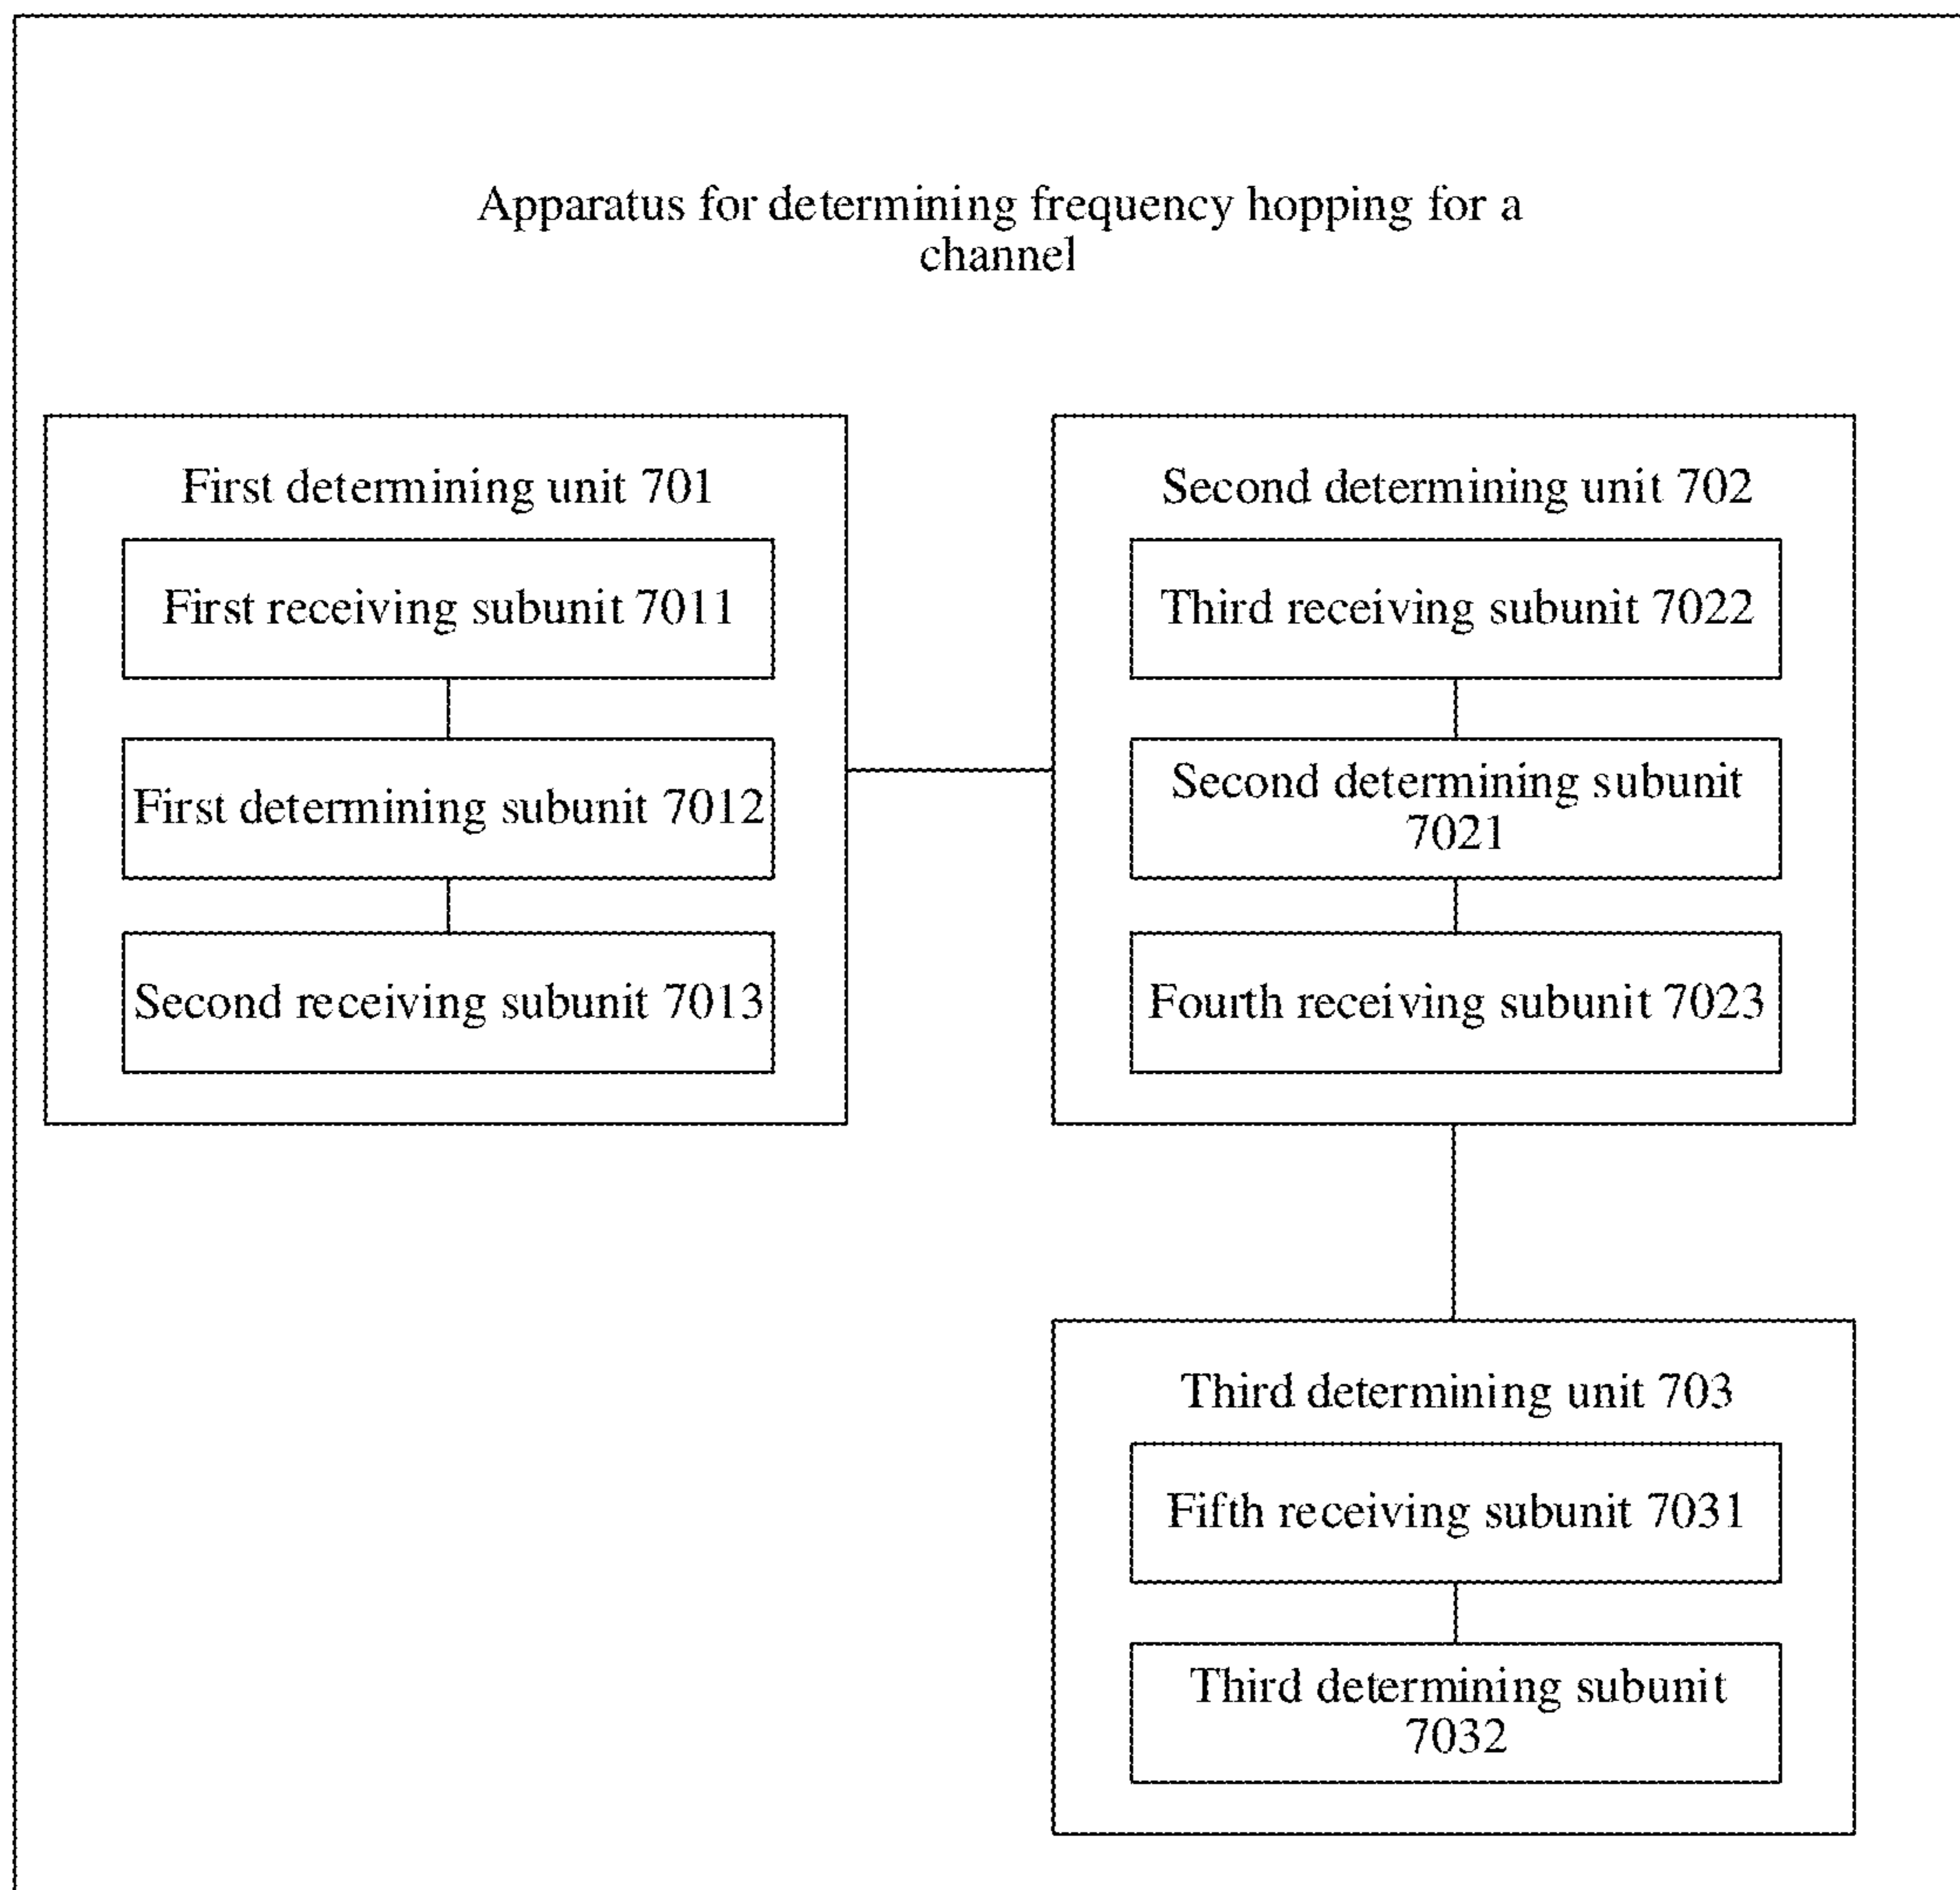 Apparatus for determining frequency hopping for a
channel
First determining unit 701
First receiving subunit 7011
First determining subunit 7012
Second receiving subunit 7013
Second determining unit 702
Third receiving subunit 7022
Second determining subunit
7021
Fourth receiving subunit 7023
Third determining unit 703
Fifth receiving subunit 7031
Third determining subunit
7032